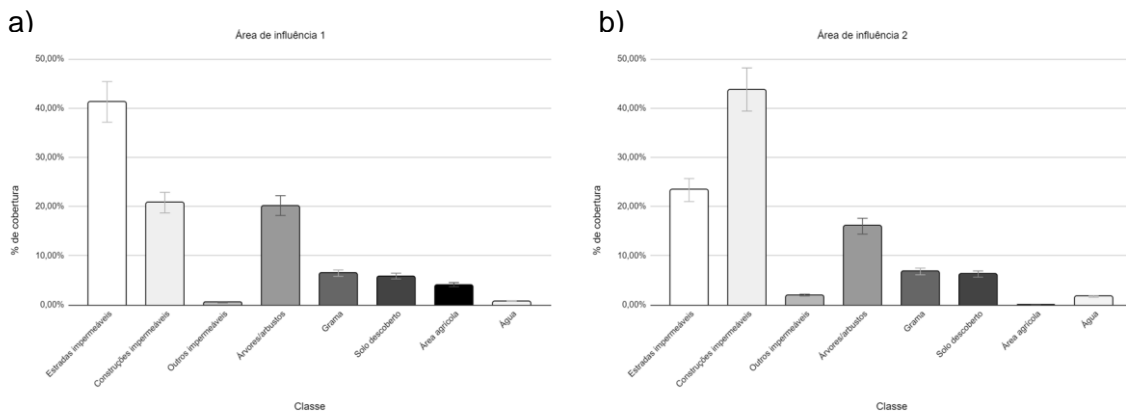 a)
Área de influência 1
50,00%
40,00%
30,00%
20,00%
10,00%
0,00%
% de cobertura
Estradas impermeáveis
Construções impermeáveis
Outros impermeáveis
Árvores/arbustos
Grama
Solo descoberto
Área agrícola
Água
Classe
b)
Área de influência 2
50,00%
40,00%
30,00%
20,00%
10,00%
0,00%
% de cobertura
Estradas impermeáveis
Construções impermeáveis
Outros impermeáveis
Árvores/arbustos
Grama
Solo descoberto
Área agrícola
Água
Classe